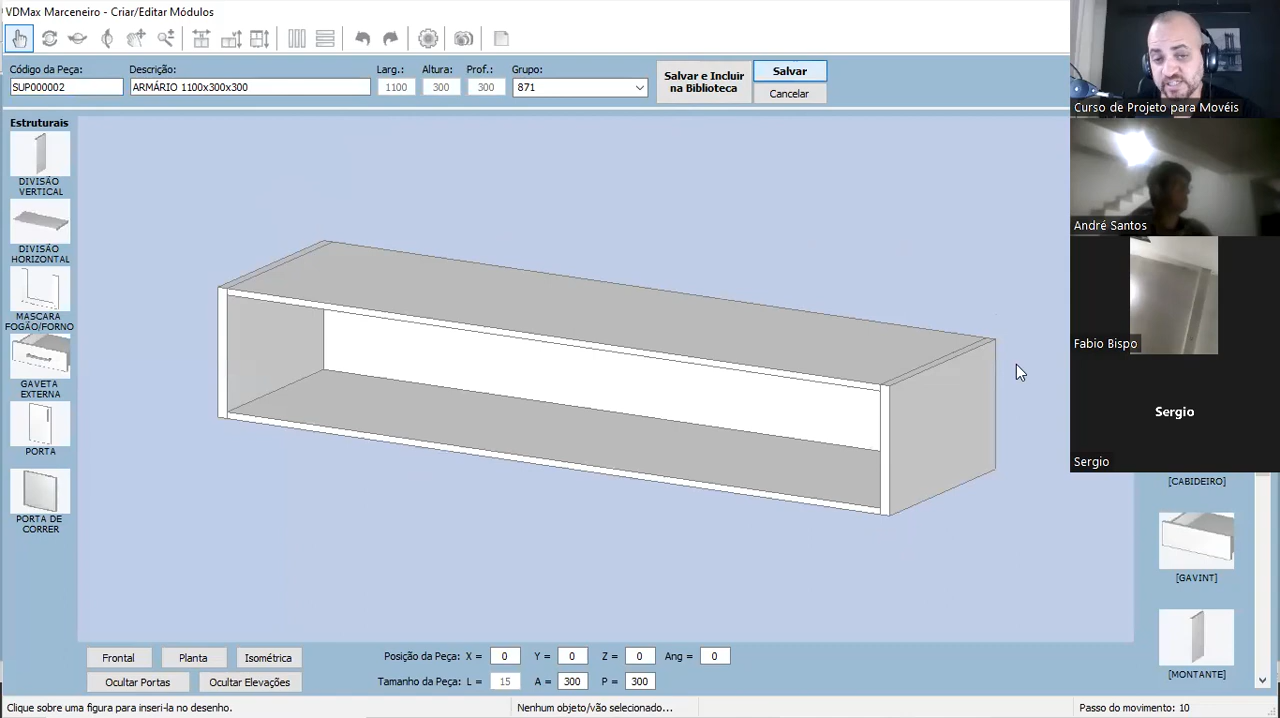 VDMax Marceneiro - Criar/Editar Módulos
Código da Peça:
Descrição:
Larg.:
Altura:
Prof.:
Grupo:
SUP000002
ARMÁRIO 1100x300x300
1100
300
300
871
Salvar e Incluir
na Biblioteca
Salvar
Cancelar
Curso de Projeto para Movéis
Estruturais
DIVISÃO
VERTICAL
DIVISÃO
HORIZONTAL
MASCARA
FOGÃO/FORNO
GAVETA
EXTERNA
PORTA
PORTA DE
CORRER
André Santos
Fabio Bispo
Sergio
Sergio
[CABIDEIRO]
[GAVINT]
[MONTANTE]
Frontal
Planta
Isométrica
Posição da Peça: X = 0 Y = 0 Z = 0 Ang = 0
Ocultar Portas
Ocultar Elevações
Tamanho da Peça: L = 15 A = 300 P = 300
Clique sobre uma figura para inseri-la no desenho.
Nenhum objeto/vão selecionado...
Passo do movimento: 10